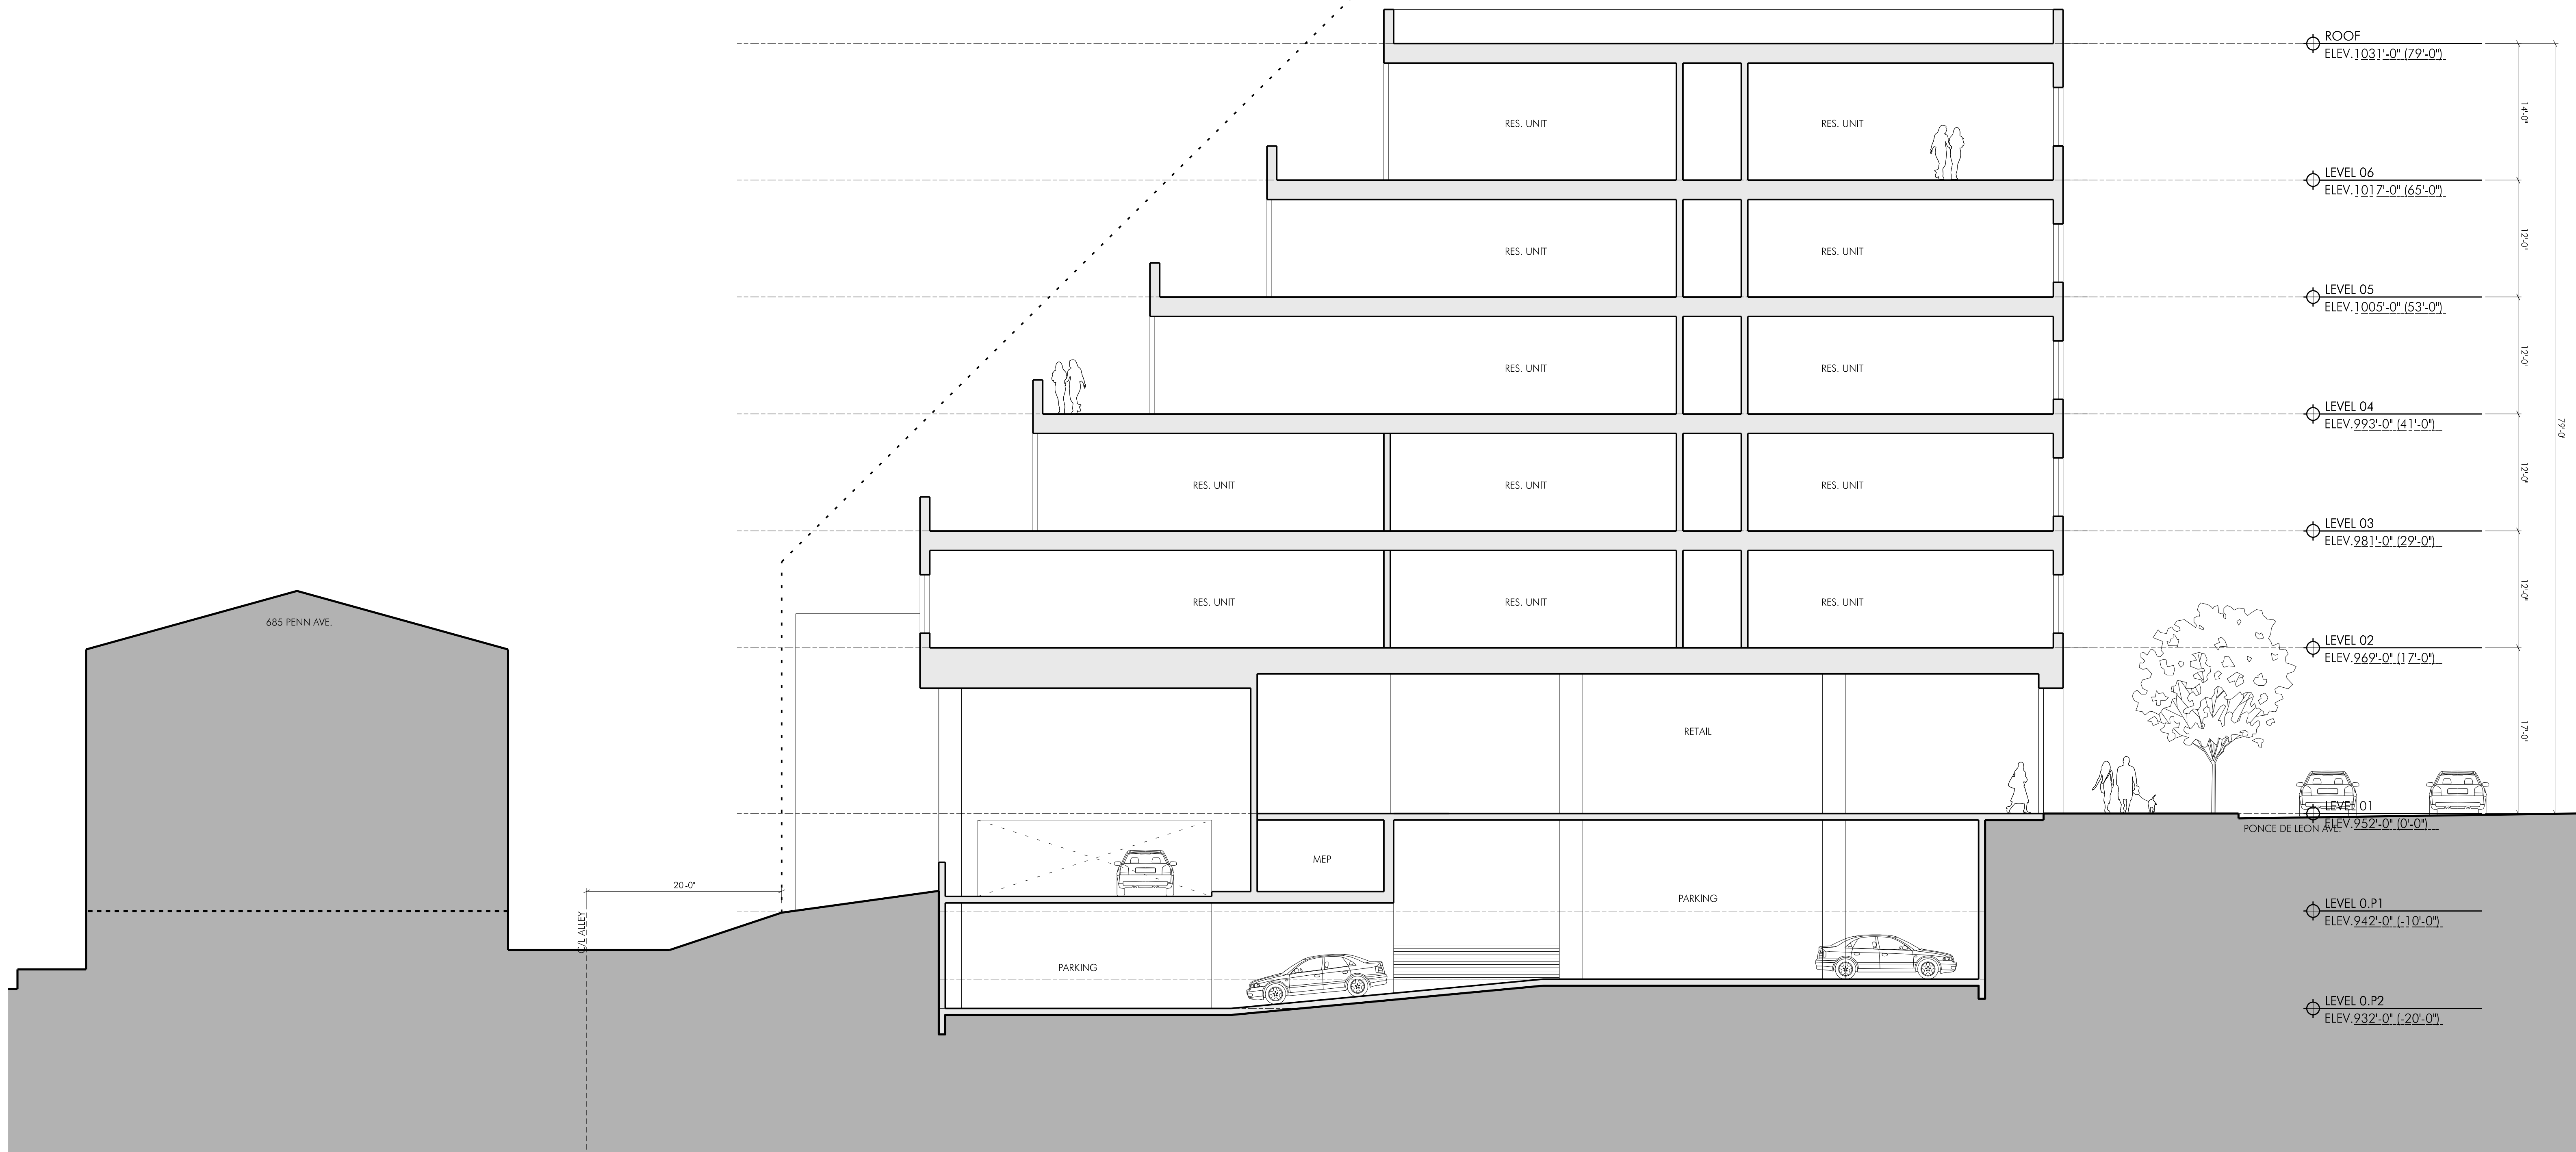 ROOF
ELEV. 1031'-0" (79'-0")
14'-0"
RES. UNIT
RES. UNIT
LEVEL 06
ELEV. 1017'-0" (65'-0")
12'-0"
RES. UNIT
RES. UNIT
LEVEL 05
ELEV. 1005'-0" (53'-0")
12'-0"
RES. UNIT
RES. UNIT
LEVEL 04
ELEV. 993'-0" (41'-0")
79'-0"
12'-0"
RES. UNIT
RES. UNIT
RES. UNIT
LEVEL 03
ELEV. 981'-0" (29'-0")
12'-0"
RES. UNIT
RES. UNIT
RES. UNIT
685 PENN AVE.
LEVEL 02
ELEV. 969'-0" (17'-0")
17'-0"
RETAIL
LEVEL 01
ELEV. 952'-0" (0'-0")
PONCE DE LEON AVE.
MEP
20'-0"
PARKING
LEVEL 0.P1
ELEV. 942'-0" (-10'-0")
C/L ALLEY
PARKING
LEVEL 0.P2
ELEV. 932'-0" (-20'-0")